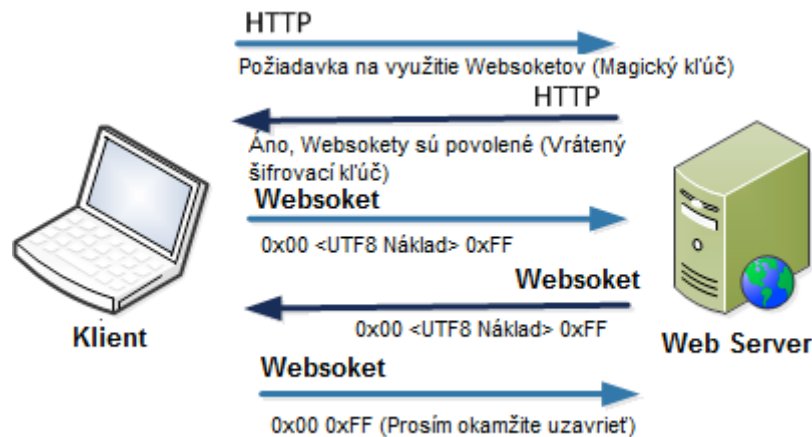 HTTP
Požiadavka na využitie Websoketov (Magický kľúč)
HTTP
Áno, Websokety sú povolené (Vrátený
šifrovací kľúč)
Websoket
0x00 <UTF8 Náklad> 0xFF
Websoket
0x00 <UTF8 Náklad> 0xFF
Klient
Web Server
Websoket
0x00 0xFF (Prosím okamžite uzavrieť)